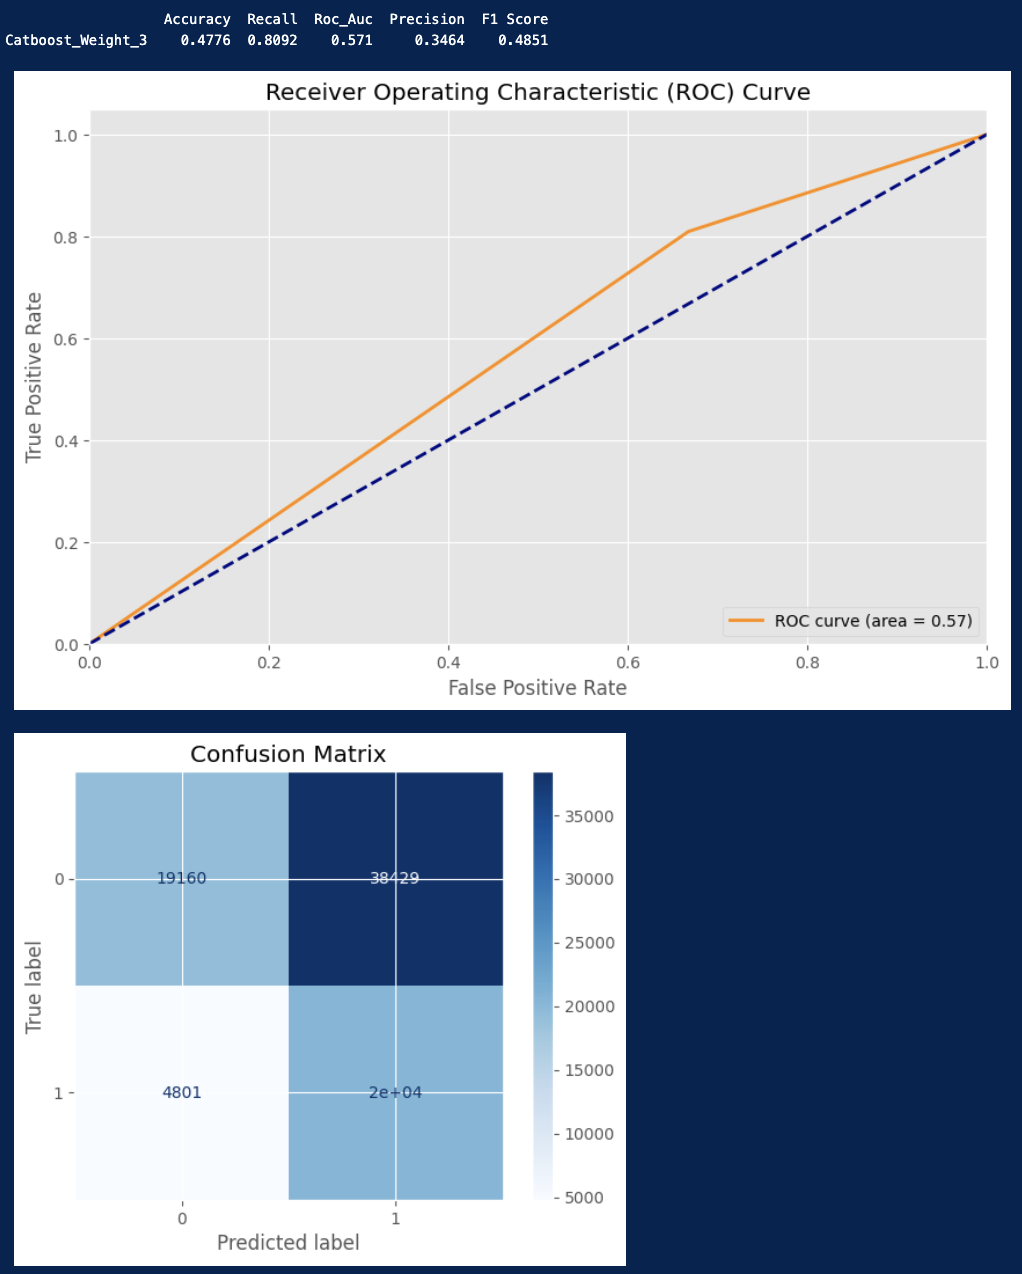 Accuracy Recall Roc_Auc Precision F1 Score
Catboost_Weight_3 0.4776 0.8092 0.571 0.3464 0.4851
Receiver Operating Characteristic (ROC) Curve
1.0
0.8
0.6
0.4
0.2
0.0
True Positive Rate
ROC curve (area = 0.57)
0.0 0.2 0.4 0.6 0.8 1.0
False Positive Rate
Confusion Matrix
0 19160 38429
1 4801 2e+04
True label
0 1
Predicted label
35000
30000
25000
20000
15000
10000
5000